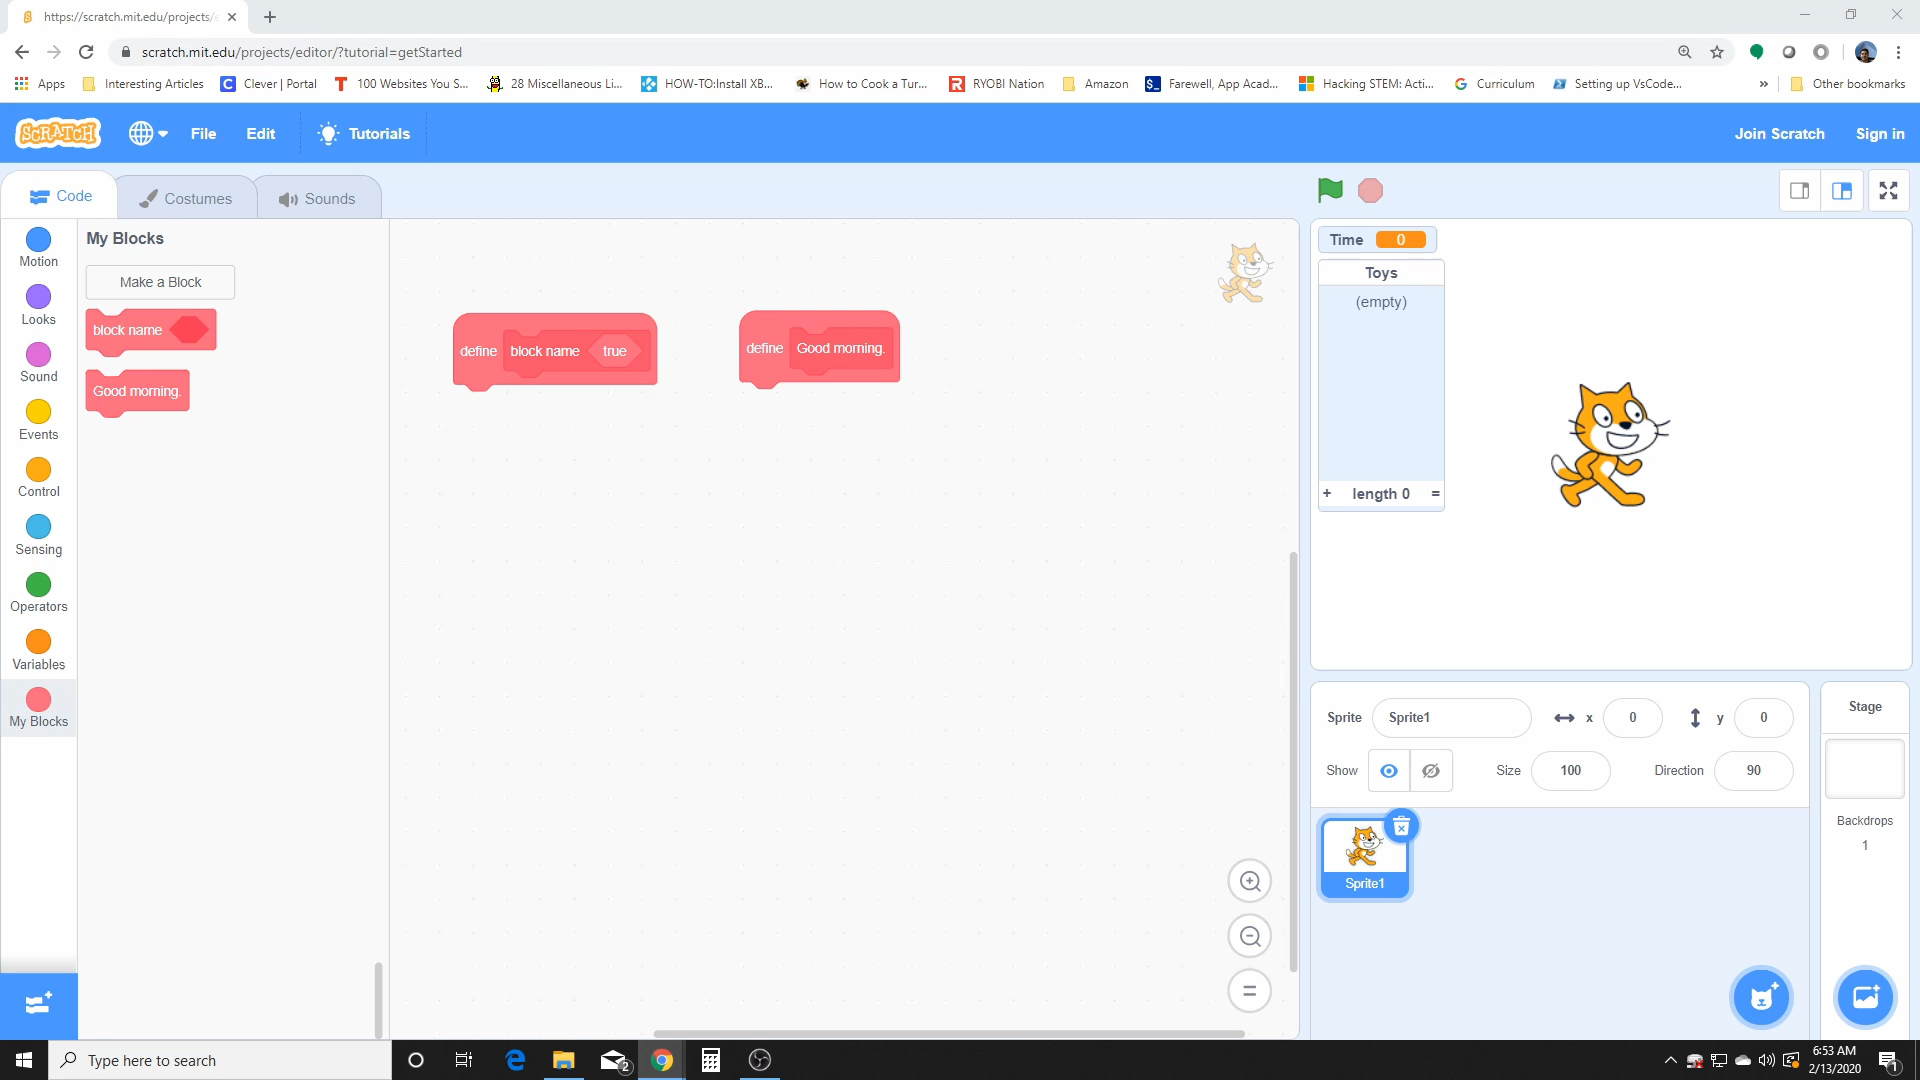 https://scratch.mit.edu/projects/
scratch.mit.edu/projects/editor/?tutorial=getStarted
Apps Interesting Articles Clever | Portal 100 Websites You S... 28 Miscellaneous Li... HOW-TO:Install XB... How to Cook a Tur... RYOBI Nation Amazon Farewell, App Acad... Hacking STEM: Acti... Curriculum Setting up VsCode... » Other bookmarks
SCRATCH File Edit Tutorials Join Scratch Sign in
Code Costumes Sounds
Motion
Looks
Sound
Events
Control
Sensing
Operators
Variables
My Blocks
My Blocks
Make a Block
block name
Good morning.
define block name true
define Good morning.
Time 0
Toys
(empty)
+ length 0 =
Sprite Sprite1 x 0 y 0
Show Size 100 Direction 90
Sprite1
Stage
Backdrops
1
Type here to search
2
6:53 AM
2/13/2020
1